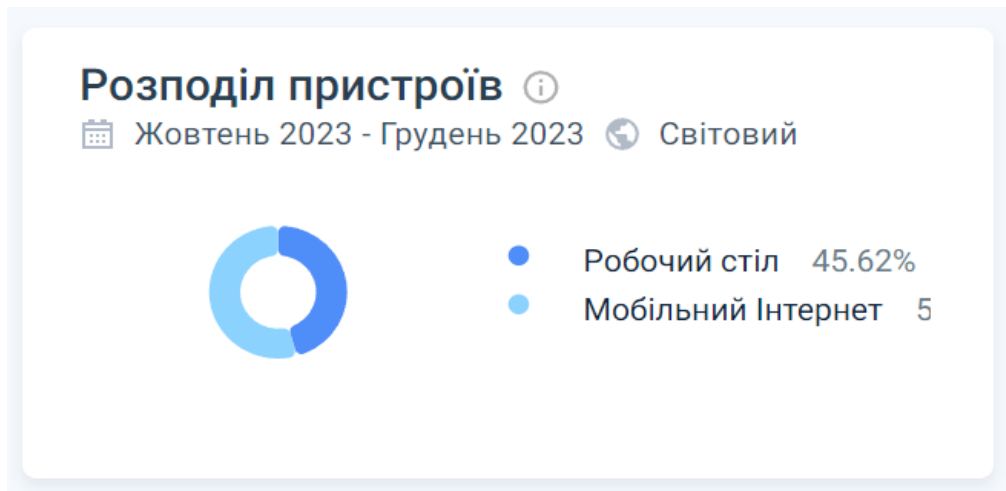 Розподіл пристроїв
Жовтень 2023 - Грудень 2023 Світовий
Робочий стіл 45.62%
Мобільний Інтернет 5